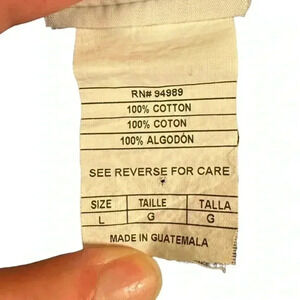 RN# 94989
100% COTTON
100% COTON
100% ALGODÓN
SEE REVERSE FOR CARE
SIZE TAILLE TALLA
L G G
MADE IN GUATEMALA